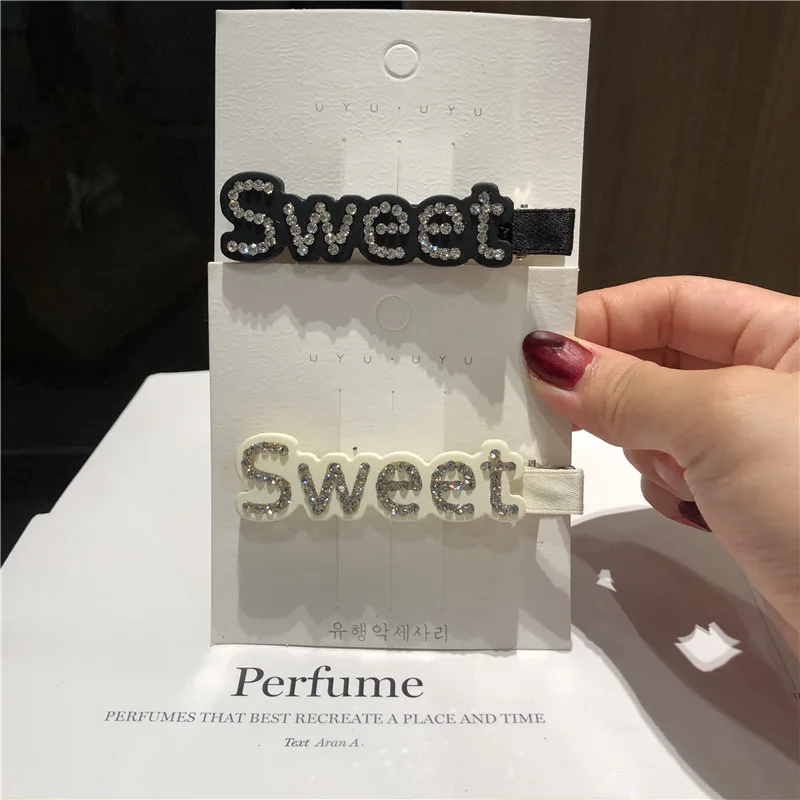 UYU·UYU
Sweet
UYU·UYU
Sweet
유행악세사리
Perfume
PERFUMES THAT BEST RECREATE A PLACE AND TIME
Text Aran A.